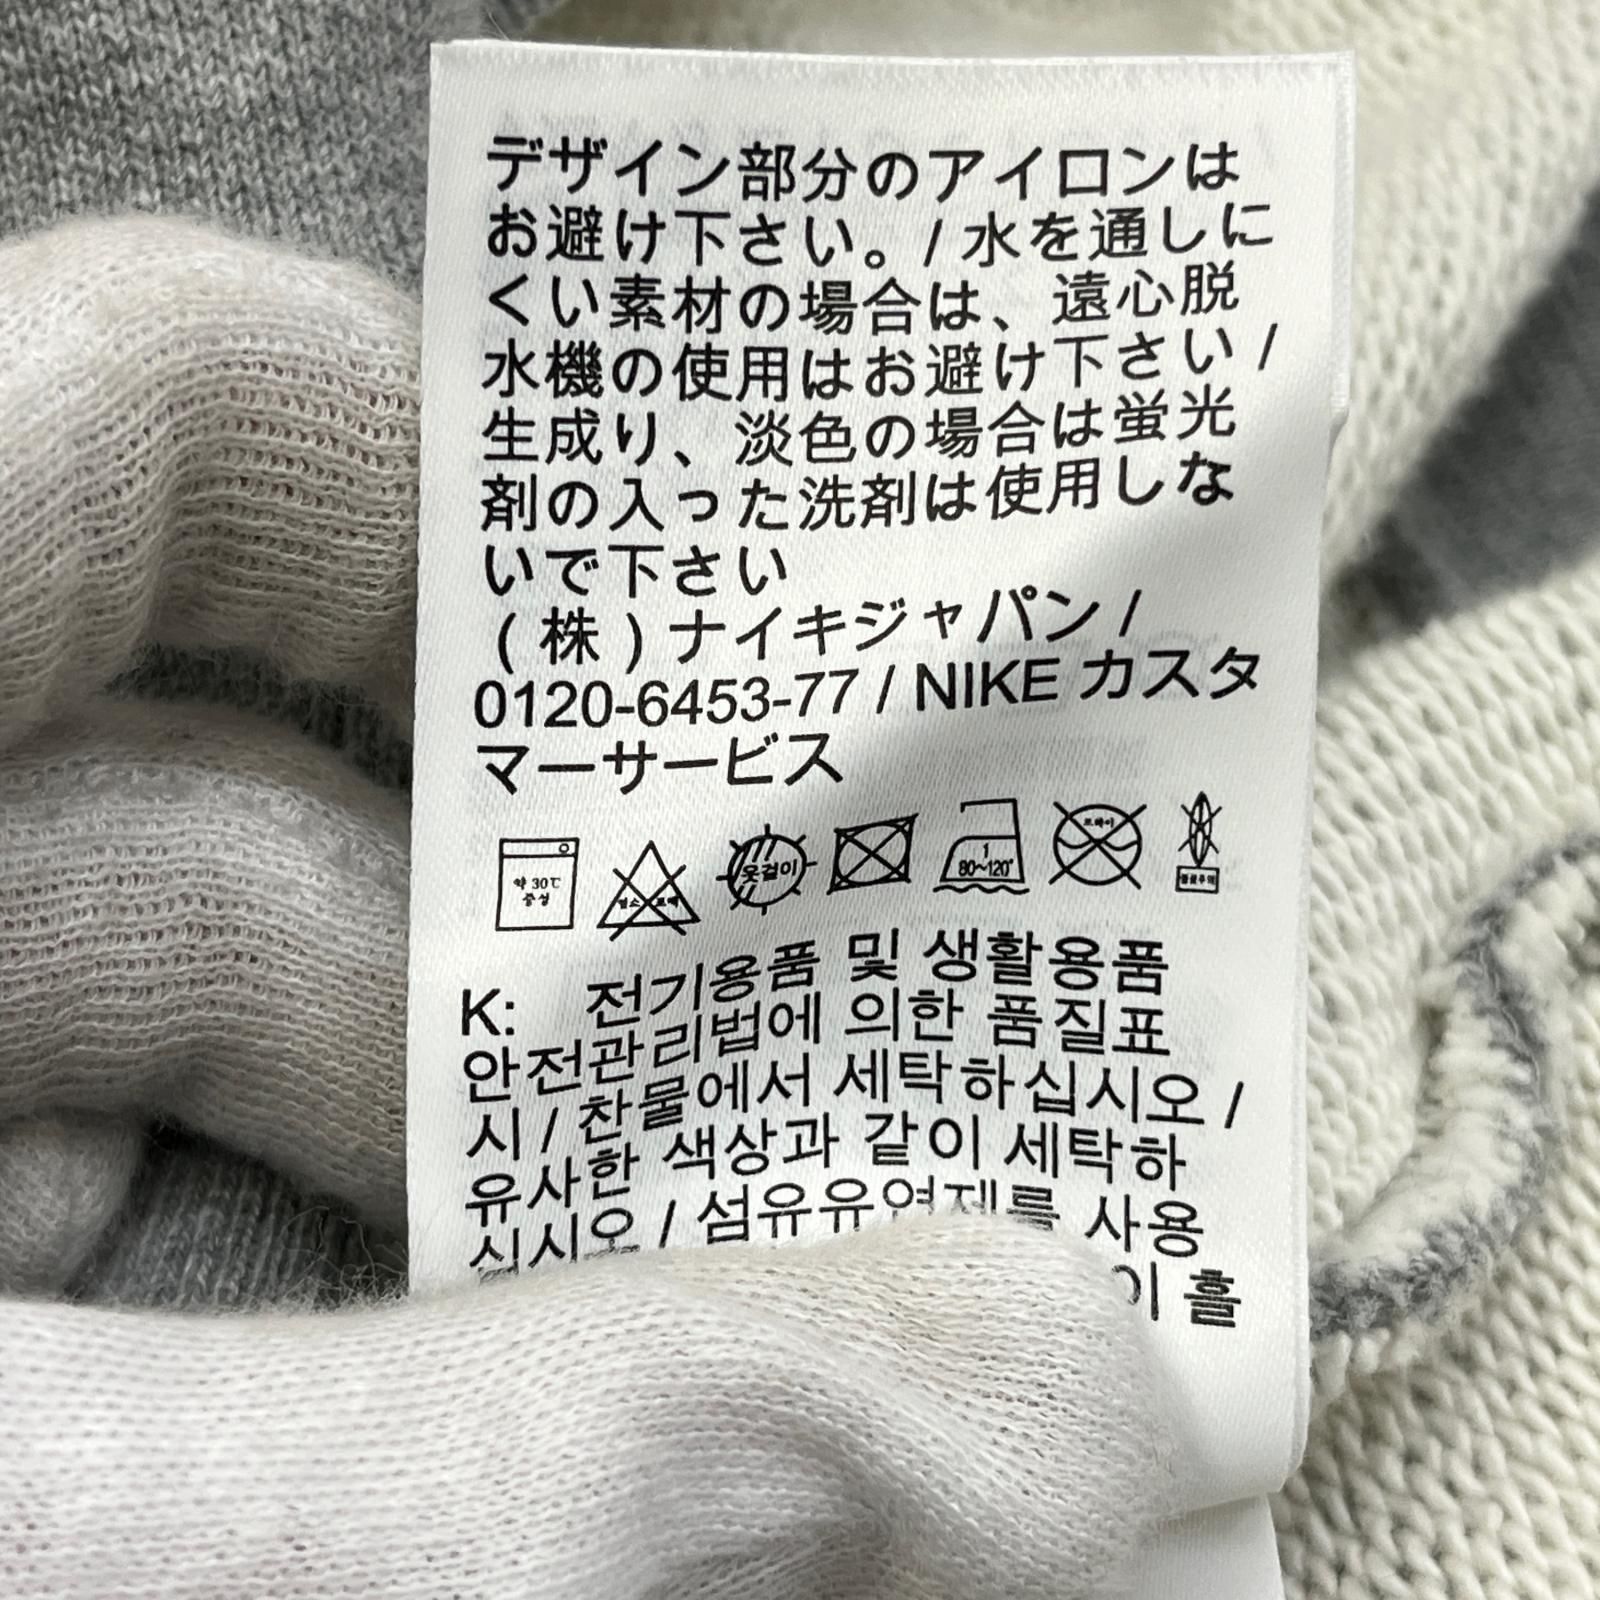 デザイン部分のアイロンは
お避け下さい。/ 水を通しに
くい素材の場合は、遠心脱
水機の使用はお避け下さい /
生成り、淡色の場合は蛍光
剤の入った洗剤は使用しな
いで下さい
( 株 ) ナイキジャパン /
0120-6453-77 / NIKE カスタ
マーサービス
약 30℃
중성
옷걸이
1
80~120°
드라이
K: 전기용품 및 생활용품
안전관리법에 의한 품질표
시 / 찬물에서 세탁하십시오 /
유사한 색상과 같이 세탁하
십시오 / 섬유유연제를 사용
이 흘